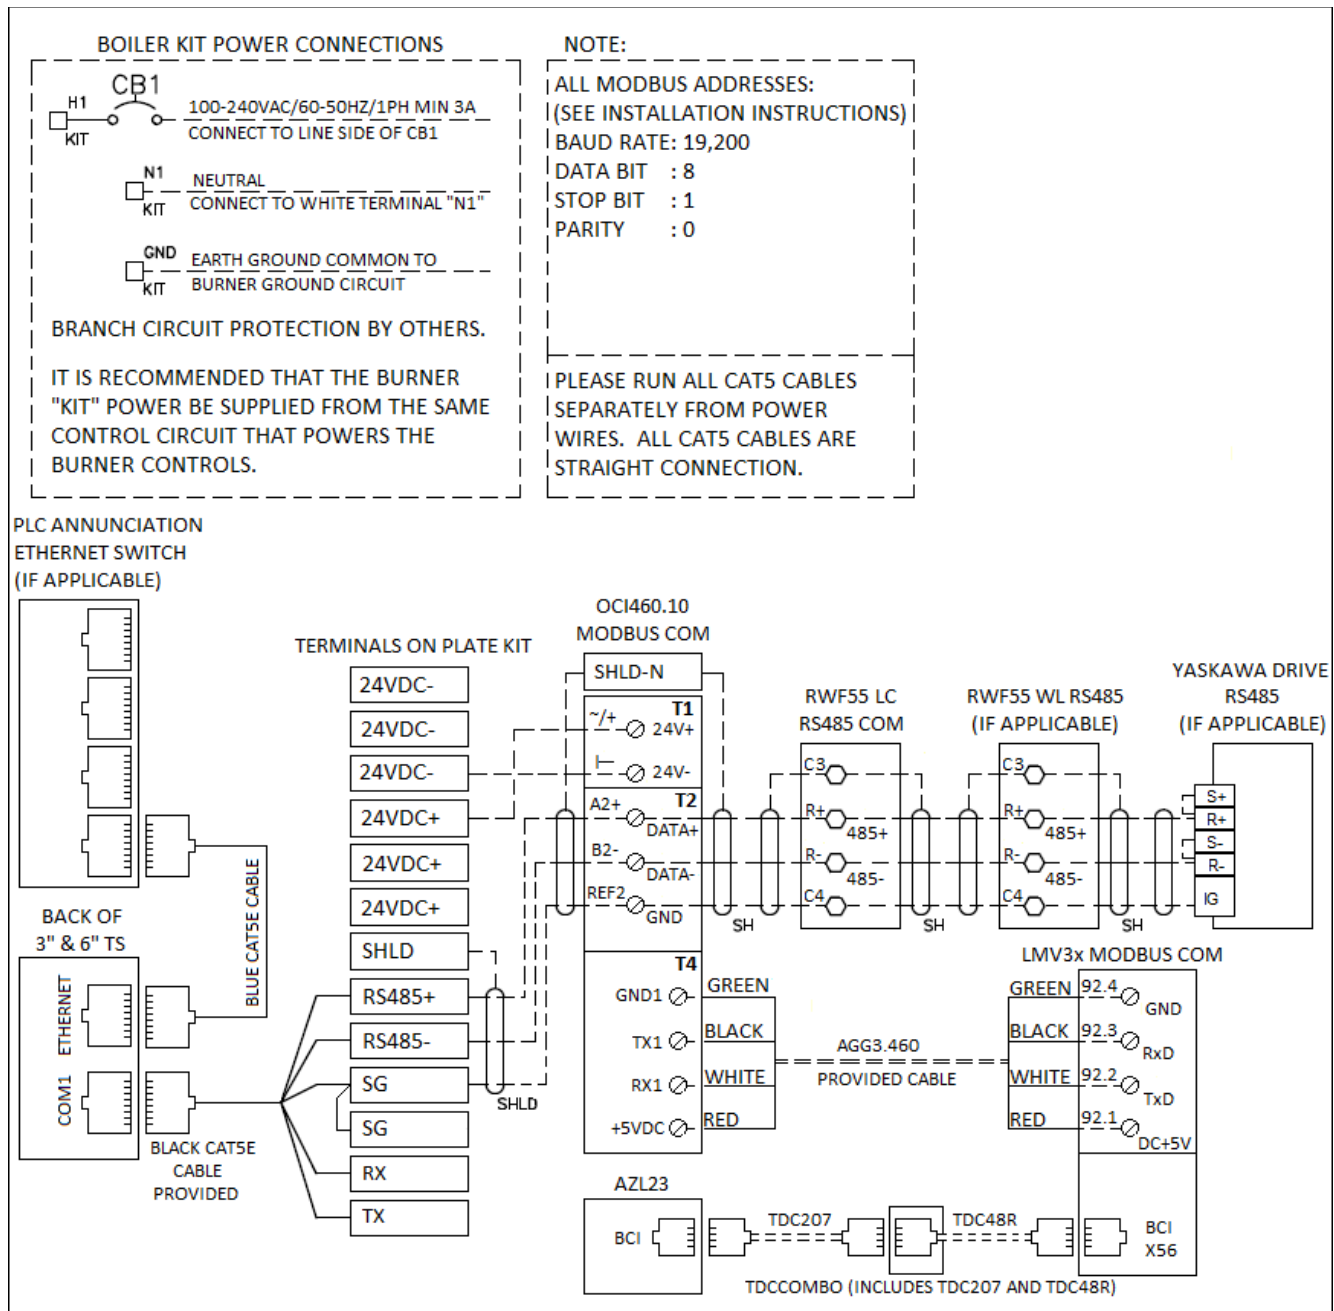 BOILER KIT POWER CONNECTIONS
CB1
H1
KIT
100-240VAC/60-50HZ/1PH MIN 3A
CONNECT TO LINE SIDE OF CB1
N1
KIT
NEUTRAL
CONNECT TO WHITE TERMINAL "N1"
GND
KIT
EARTH GROUND COMMON TO
BURNER GROUND CIRCUIT
BRANCH CIRCUIT PROTECTION BY OTHERS.
IT IS RECOMMENDED THAT THE BURNER
"KIT" POWER BE SUPPLIED FROM THE SAME
CONTROL CIRCUIT THAT POWERS THE
BURNER CONTROLS.
NOTE:
ALL MODBUS ADDRESSES:
(SEE INSTALLATION INSTRUCTIONS)
BAUD RATE: 19,200
DATA BIT : 8
STOP BIT : 1
PARITY : 0
PLEASE RUN ALL CAT5 CABLES
SEPARATELY FROM POWER
WIRES. ALL CAT5 CABLES ARE
STRAIGHT CONNECTION.
PLC ANNUNCIATION
ETHERNET SWITCH
(IF APPLICABLE)
BLUE CAT5E CABLE
BACK OF
3" & 6" TS
ETHERNET
COM1
BLACK CAT5E
CABLE
PROVIDED
TERMINALS ON PLATE KIT
24VDC-
24VDC-
24VDC-
24VDC+
24VDC+
24VDC+
SHLD
RS485+
RS485-
SG
SG
RX
TX
SHLD
OCI460.10
MODBUS COM
SHLD-N
T1
~/+
24V+
24V-
T2
A2+
DATA+
B2-
DATA-
REF2
GND
T4
GND1
TX1
RX1
+5VDC
GREEN
BLACK
WHITE
RED
SH
RWF55 LC
RS485 COM
C3
R+
485+
R-
485-
C4
SH
RWF55 WL RS485
(IF APPLICABLE)
C3
R+
485+
R-
485-
C4
SH
YASKAWA DRIVE
RS485
(IF APPLICABLE)
S+
R+
S-
R-
IG
AGG3.460
PROVIDED CABLE
LMV3x MODBUS COM
GREEN
92.4
GND
BLACK
92.3
RxD
WHITE
92.2
TxD
RED
92.1
DC+5V
AZL23
BCI
TDC207
TDC48R
BCI
X56
TDCCOMBO (INCLUDES TDC207 AND TDC48R)